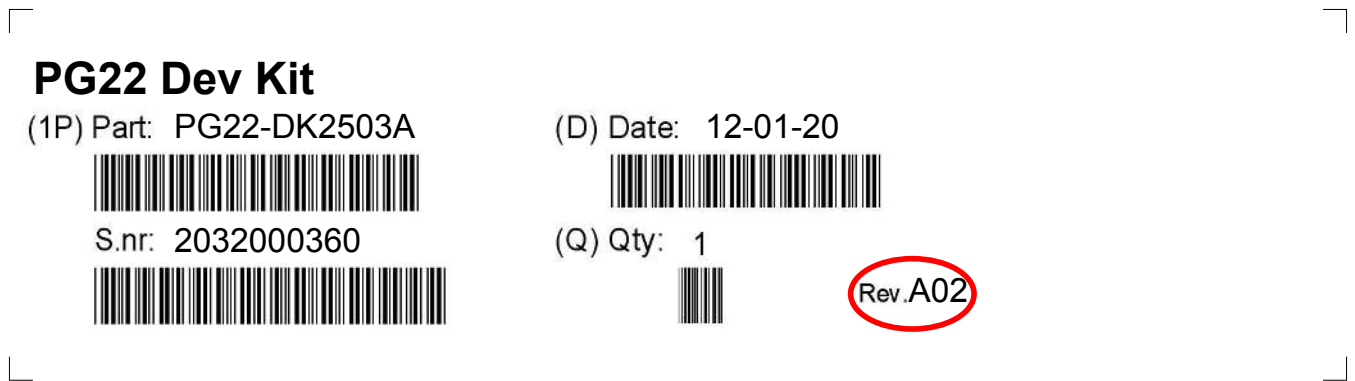 PG22 Dev Kit
(1P) Part: PG22-DK2503A
(D) Date: 12-01-20
S.nr: 2032000360
(Q) Qty: 1
Rev.A02